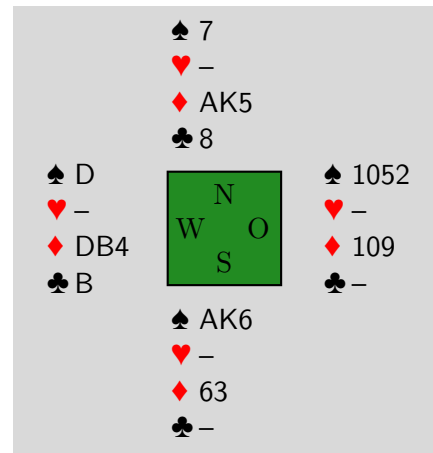 ♠ 7
♥ –
♦ AK5
♣ 8
♠ D
♥ –
♦ DB4
♣ B
N
W O
S
♠ 1052
♥ –
♦ 109
♣ –
♠ AK6
♥ –
♦ 63
♣ –